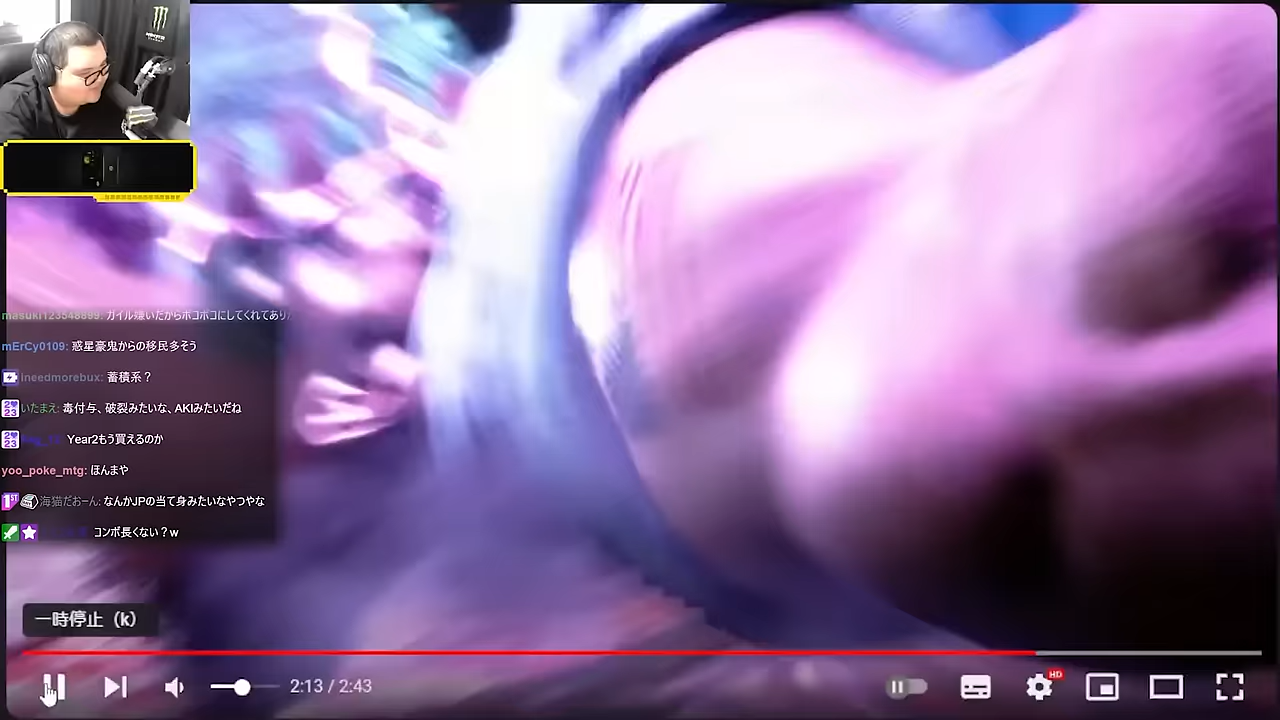 masuki123548899: ガイル嫌いだからボコボコにしてくれてあり
mErCy0109: 惑星豪鬼からの移民多そう
ineedmorebux: 蓄積系？
いたまえ: 毒付与、破裂みたいな、AKIみたいだね
Year2もう買えるのか
yoo_poke_mtg: ほんまや
海猫だおーん: なんかJPの当て身みたいなやつやな
コンボ長くない？w
一時停止（k）
2:13 / 2:43
HD